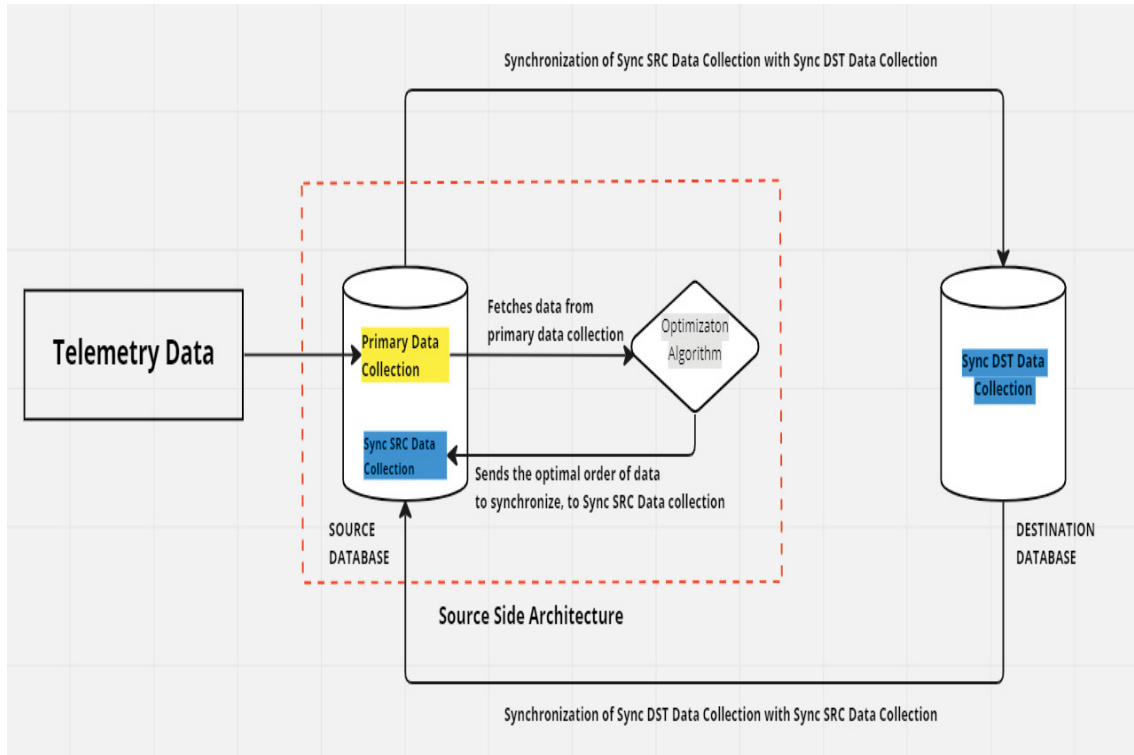 Synchronization of Sync SRC Data Collection with Sync DST Data Collection
Telemetry Data
Primary Data
Collection
Fetches data from
primary data collection
Optimizaton
Algorithm
Sync DST Data
Collection
Sync SRC Data
Collection
Sends the optimal order of data
to synchronize, to Sync SRC Data collection
SOURCE
DATABASE
DESTINATION
DATABASE
Source Side Architecture
Synchronization of Sync DST Data Collection with Sync SRC Data Collection